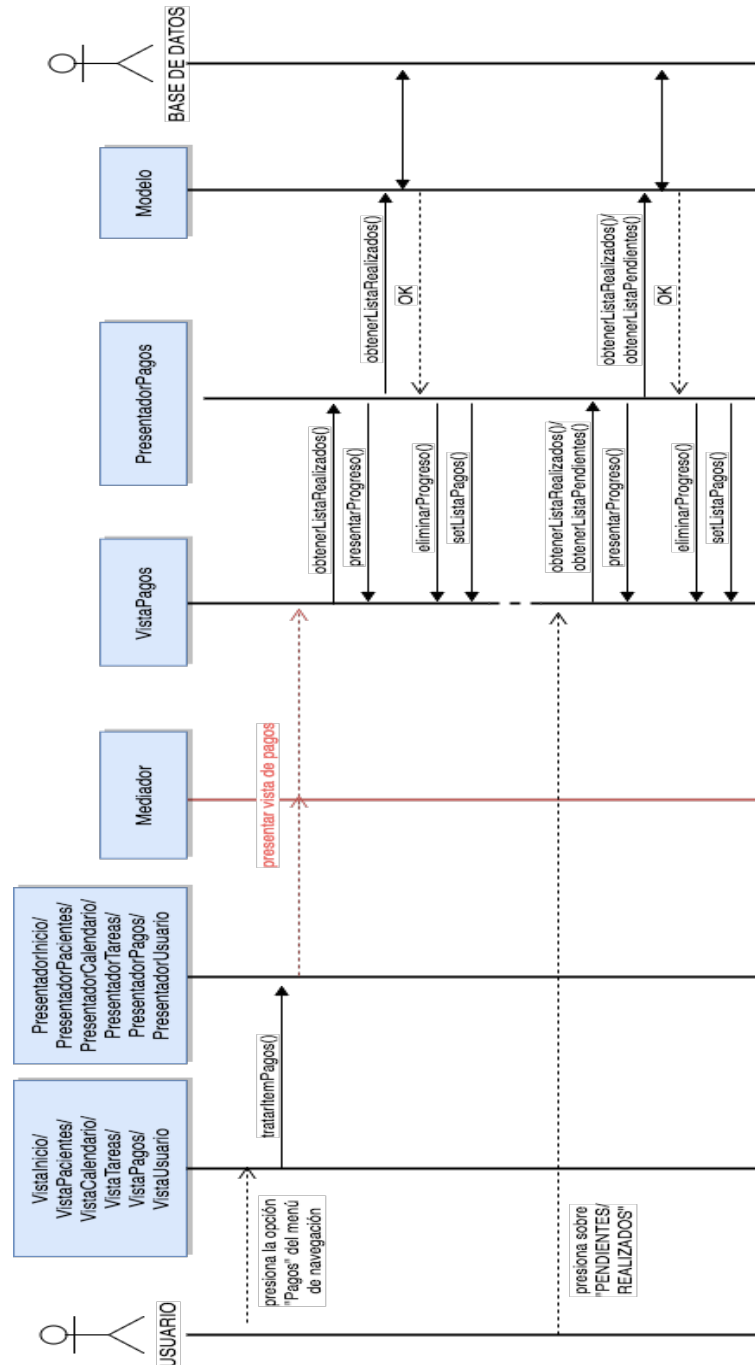 USUARIO
VistaInicio/
VistaPacientes/
VistaCalendario/
VistaTareas/
VistaPagos/
VistaUsuario
PresentadorInicio/
PresentadorPacientes/
PresentadorCalendario/
PresentadorTareas/
PresentadorPagos/
PresentadorUsuario
Mediador
VistaPagos
PresentadorPagos
Modelo
BASE DE DATOS
presiona la opción
"Pagos" del menú
de navegación
tratarItemPagos()
presentar vista de pagos
obtenerListaRealizados()
presentarProgreso()
obtenerListaRealizados()
OK
eliminarProgreso()
setListaPagos()
presiona sobre
"PENDIENTES/
REALIZADOS"
obtenerListaRealizados()/
obtenerListaPendientes()
presentarProgreso()
obtenerListaRealizados()/
obtenerListaPendientes()
OK
eliminarProgreso()
setListaPagos()